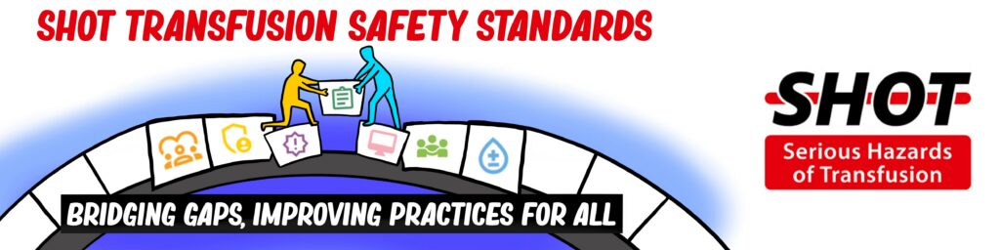 SHOT TRANSFUSION SAFETY STANDARDS
BRIDGING GAPS, IMPROVING PRACTICES FOR ALL
SHOT
Serious Hazards
of Transfusion